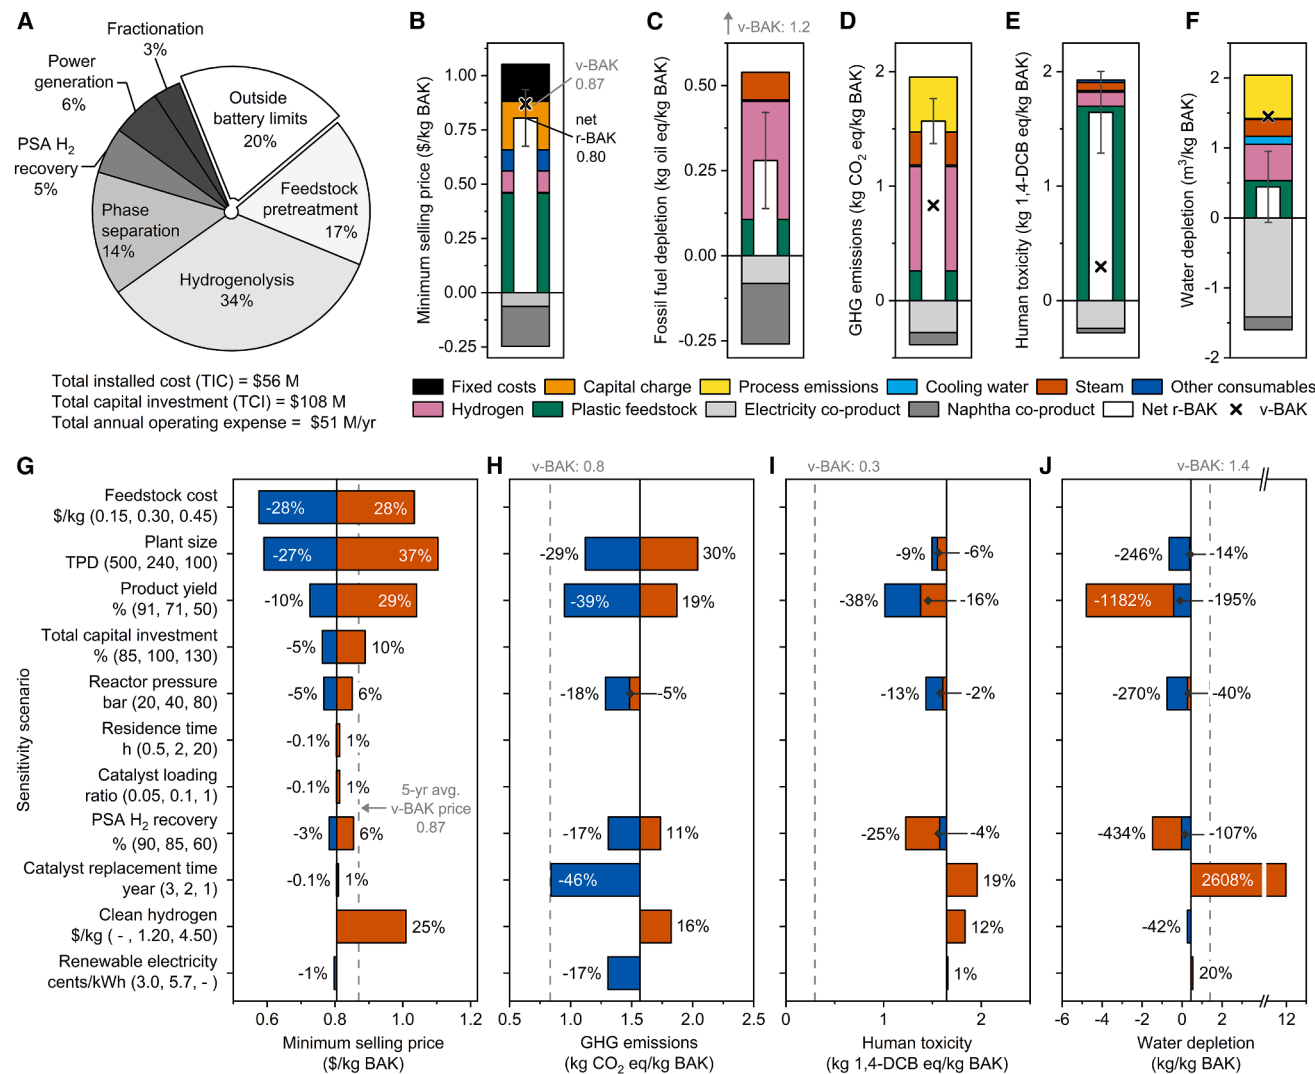 A
Fractionation
3%
Power
generation
6%
Outside
battery limits
20%
PSA H2
recovery
5%
Feedstock
pretreatment
17%
Phase
separation
14%
Hydrogenolysis
34%
Total installed cost (TIC) = $56 M
Total capital investment (TCI) = $108 M
Total annual operating expense = $51 M/yr
B
Minimum selling price ($/kg BAK)
1.00
0.75
0.50
0.25
0.00
-0.25
v-BAK
0.87
net
r-BAK
0.80
C
v-BAK: 1.2
Fossil fuel depletion (kg oil eq/kg BAK)
0.50
0.25
0.00
-0.25
D
GHG emissions (kg CO2 eq/kg BAK)
2
1
0
E
Human toxicity (kg 1,4-DCB eq/kg BAK)
2
1
0
F
Water depletion (m3/kg BAK)
2
1
0
-1
-2
Fixed costs
Capital charge
Process emissions
Cooling water
Steam
Other consumables
Hydrogen
Plastic feedstock
Electricity co-product
Naphtha co-product
Net r-BAK
v-BAK
G
Sensitivity scenario
Feedstock cost
$/kg (0.15, 0.30, 0.45)
Plant size
TPD (500, 240, 100)
Product yield
% (91, 71, 50)
Total capital investment
% (85, 100, 130)
Reactor pressure
bar (20, 40, 80)
Residence time
h (0.5, 2, 20)
Catalyst loading
ratio (0.05, 0.1, 1)
PSA H2 recovery
% (90, 85, 60)
Catalyst replacement time
year (3, 2, 1)
Clean hydrogen
$/kg ( - , 1.20, 4.50)
Renewable electricity
cents/kWh (3.0, 5.7, - )
-28%
28%
-27%
37%
-10%
29%
-5%
10%
-5%
6%
-0.1%
1%
-0.1%
1%
5-yr avg.
v-BAK price
0.87
-3%
6%
-0.1%
1%
25%
-1%
0.6
0.8
1.0
1.2
Minimum selling price
($/kg BAK)
H
v-BAK: 0.8
-29%
30%
-39%
19%
-18%
-5%
-17%
11%
-46%
16%
-17%
0.5
1.0
1.5
2.0
2.5
GHG emissions
(kg CO2 eq/kg BAK)
I
v-BAK: 0.3
-9%
-6%
-38%
-16%
-13%
-2%
-25%
-4%
19%
12%
1%
0
1
2
Human toxicity
(kg 1,4-DCB eq/kg BAK)
J
v-BAK: 1.4
-246%
-14%
-1182%
-195%
-270%
-40%
-434%
-107%
2608%
-42%
20%
-6
-4
-2
0
2
12
Water depletion
(kg/kg BAK)